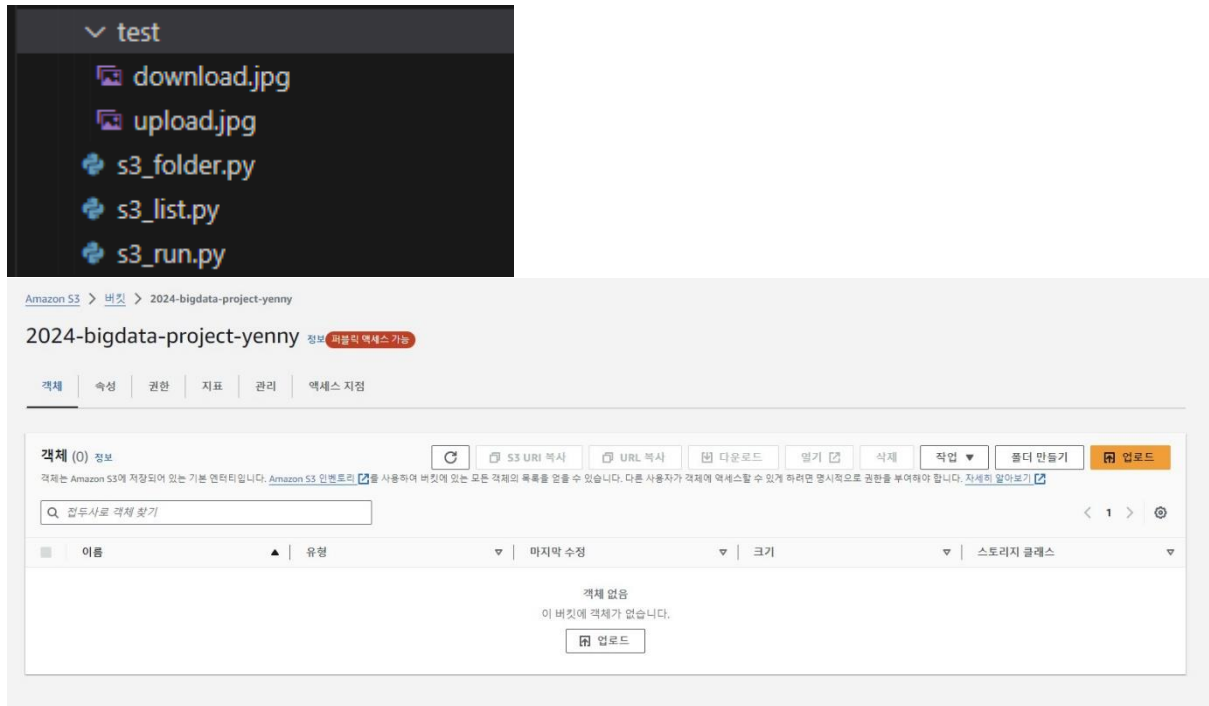 test
download.jpg
upload.jpg
s3_folder.py
s3_list.py
s3_run.py
Amazon S3 > 버킷 > 2024-bigdata-project-yenny
2024-bigdata-project-yenny 정보 퍼블릭 액세스 가능
객체 속성 권한 지표 관리 액세스 지점
객체 (0) 정보 S3 URI 복사 URL 복사 다운로드 열기 삭제 작업 폴더 만들기 업로드
객체는 Amazon S3에 저장되어 있는 기본 엔터티입니다. Amazon S3 인벤토리를 사용하여 버킷에 있는 모든 객체의 목록을 얻을 수 있습니다. 다른 사용자가 객체에 액세스할 수 있게 하려면 명시적으로 권한을 부여해야 합니다. 자세히 알아보기
접두사로 객체 찾기 < 1 >
이름 유형 마지막 수정 크기 스토리지 클래스
객체 없음
이 버킷에 객체가 없습니다.
업로드